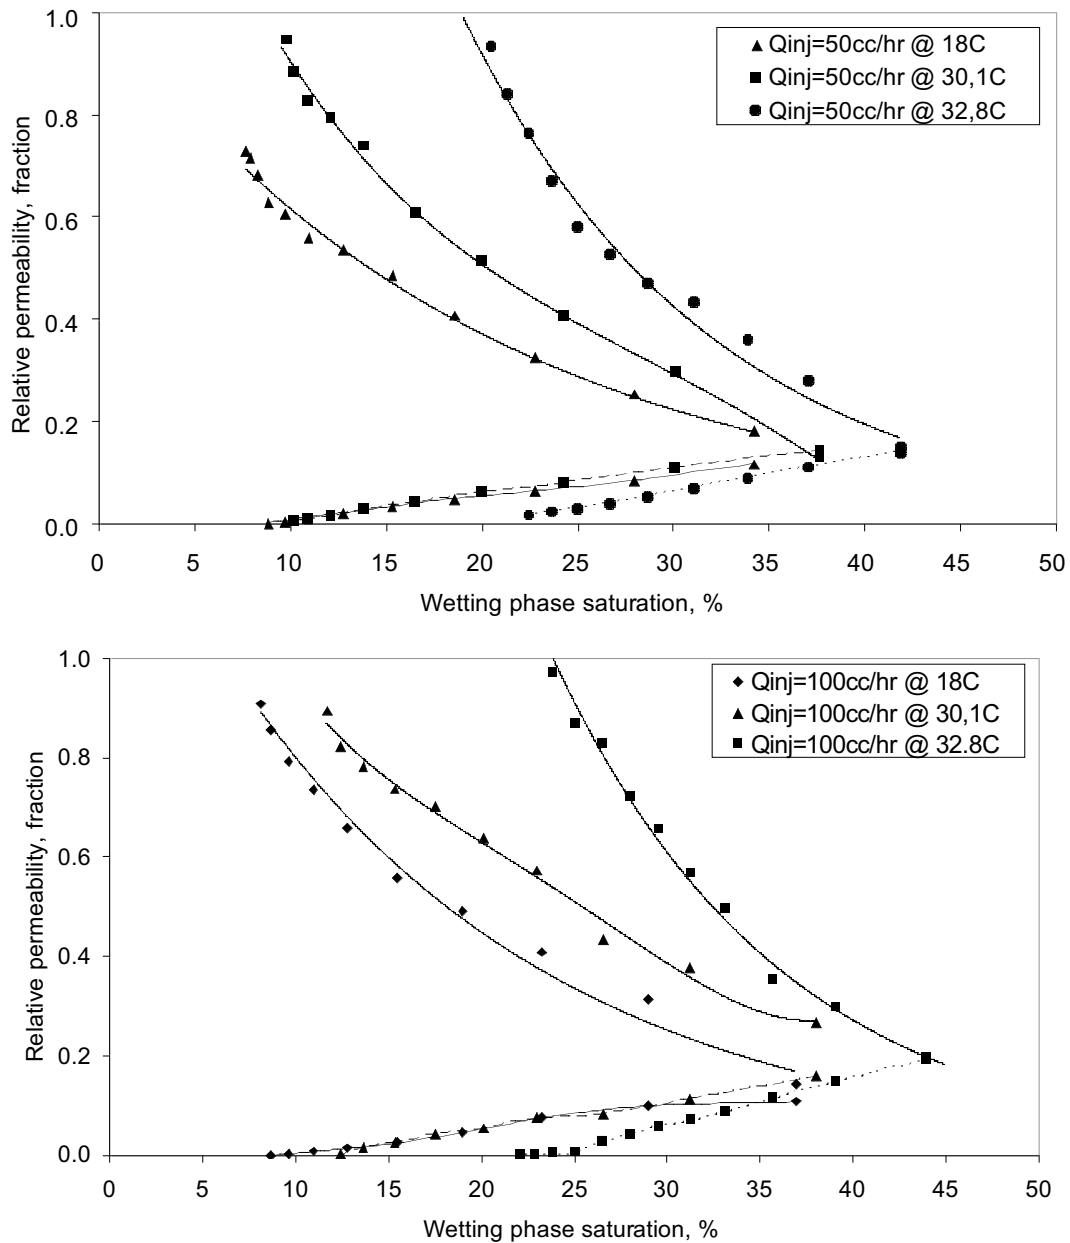 1.0
0.8
0.6
0.4
0.2
0.0
Relative permeability, fraction
Qinj=50cc/hr @ 18C
Qinj=50cc/hr @ 30,1C
Qinj=50cc/hr @ 32,8C
0 5 10 15 20 25 30 35 40 45 50
Wetting phase saturation, %
1.0
0.8
0.6
0.4
0.2
0.0
Relative permeability, fraction
Qinj=100cc/hr @ 18C
Qinj=100cc/hr @ 30,1C
Qinj=100cc/hr @ 32.8C
0 5 10 15 20 25 30 35 40 45 50
Wetting phase saturation, %